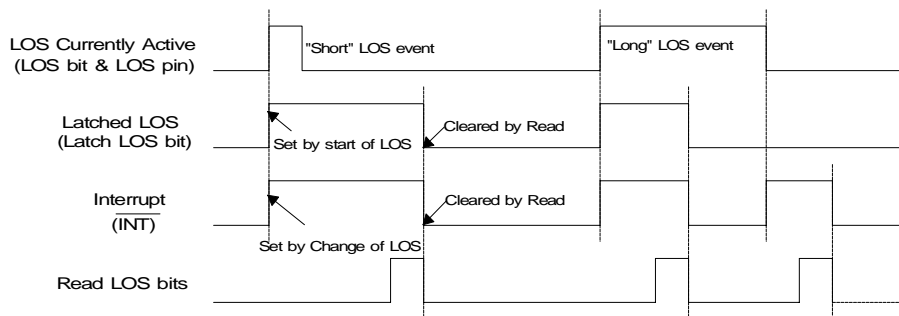 LOS Currently Active
(LOS bit & LOS pin)
"Short" LOS event
"Long" LOS event
Latched LOS
(Latch LOS bit)
Set by start of LOS
Cleared by Read
Interrupt
(INT)
Set by Change of LOS
Cleared by Read
Read LOS bits